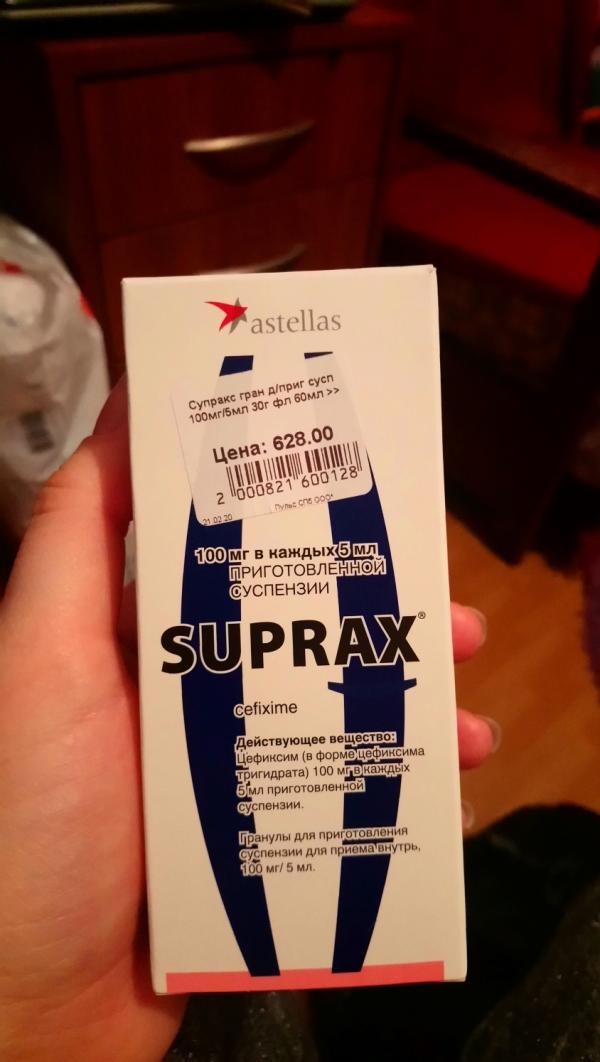 astellas
Супракс гран д/приг сусп
100мг/5мл 30г фл 60мл >>
Цена: 628.00
2 000821 600128
21.02.20
Пульс СПб ООО"
100 мг в каждых 5 мл
ПРИГОТОВЛЕННОЙ
СУСПЕНЗИИ
SUPRAX®
cefixime
Действующее вещество:
Цефиксим (в форме цефиксима
тригидрата) 100 мг в каждых
5 мл приготовленной
суспензии.
Гранулы для приготовления
суспензии для приема внутрь,
100 мг/ 5 мл.